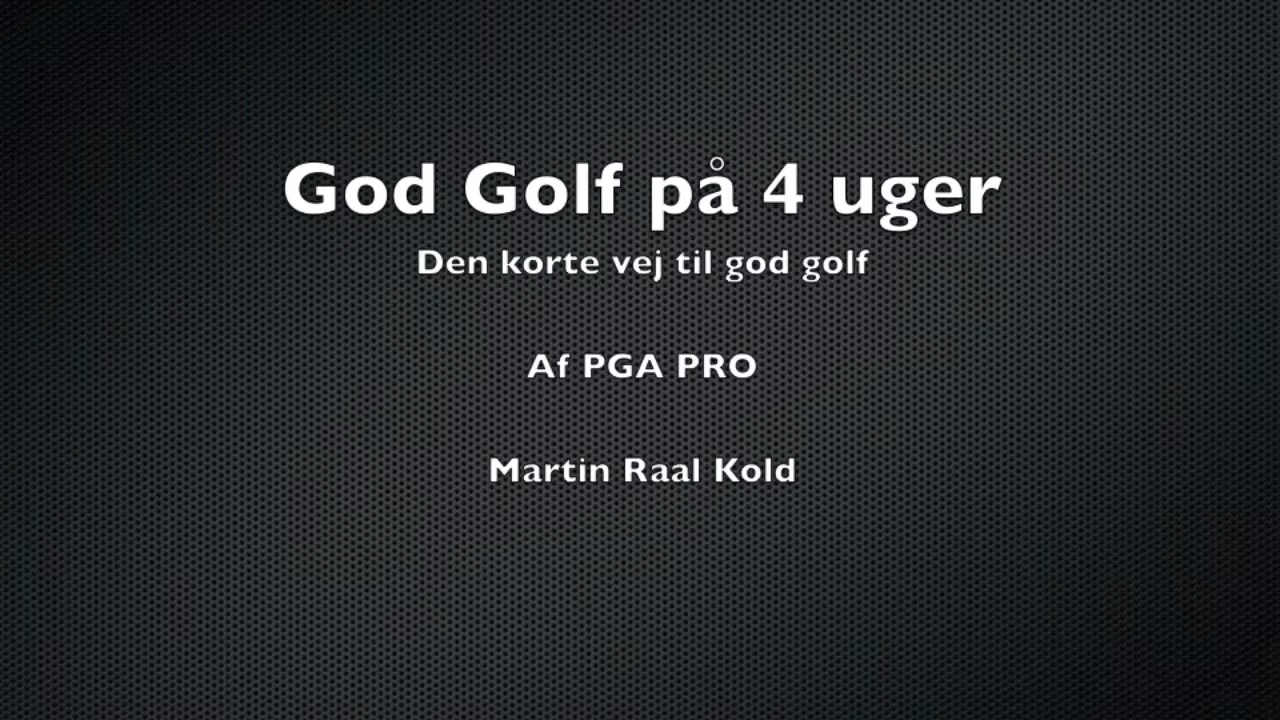 God Golf på 4 uger
Den korte vej til god golf
Af PGA PRO
Martin Raal Kold